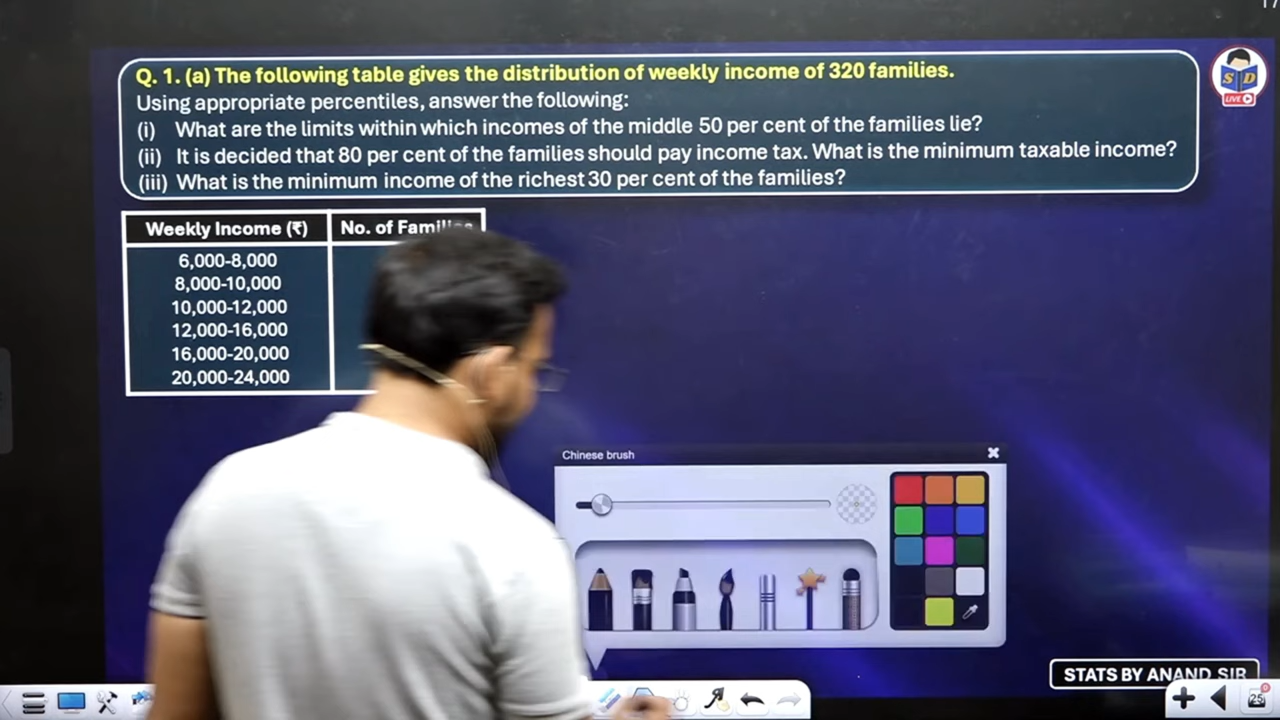 Q. 1. (a) The following table gives the distribution of weekly income of 320 families.
Using appropriate percentiles, answer the following:
(i) What are the limits within which incomes of the middle 50 per cent of the families lie?
(ii) It is decided that 80 per cent of the families should pay income tax. What is the minimum taxable income?
(iii) What is the minimum income of the richest 30 per cent of the families?
S D
LIVE
Weekly Income (₹) No. of Families
6,000-8,000
8,000-10,000
10,000-12,000
12,000-16,000
16,000-20,000
20,000-24,000
Chinese brush
STATS BY ANAND SIR
25